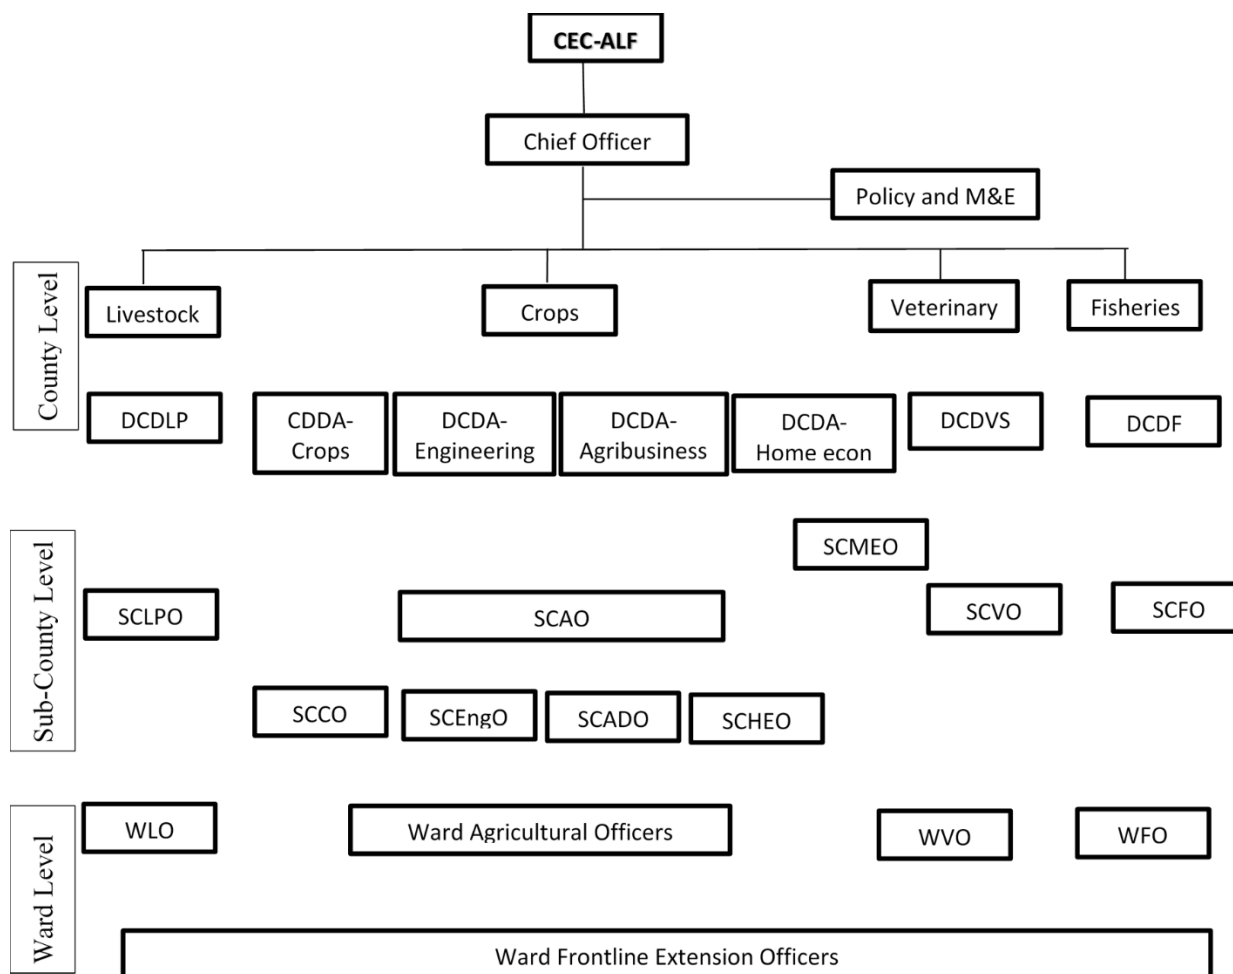 CEC-ALF
Chief Officer
Policy and M&E
County Level
Livestock
Crops
Veterinary
Fisheries
DCDLP
CDDA-
Crops
DCDA-
Engineering
DCDA-
Agribusiness
DCDA-
Home econ
DCDVS
DCDF
Sub-County Level
SCMEO
SCLPO
SCAO
SCVO
SCFO
SCCO
SCEngO
SCADO
SCHEO
Ward Level
WLO
Ward Agricultural Officers
WVO
WFO
Ward Frontline Extension Officers